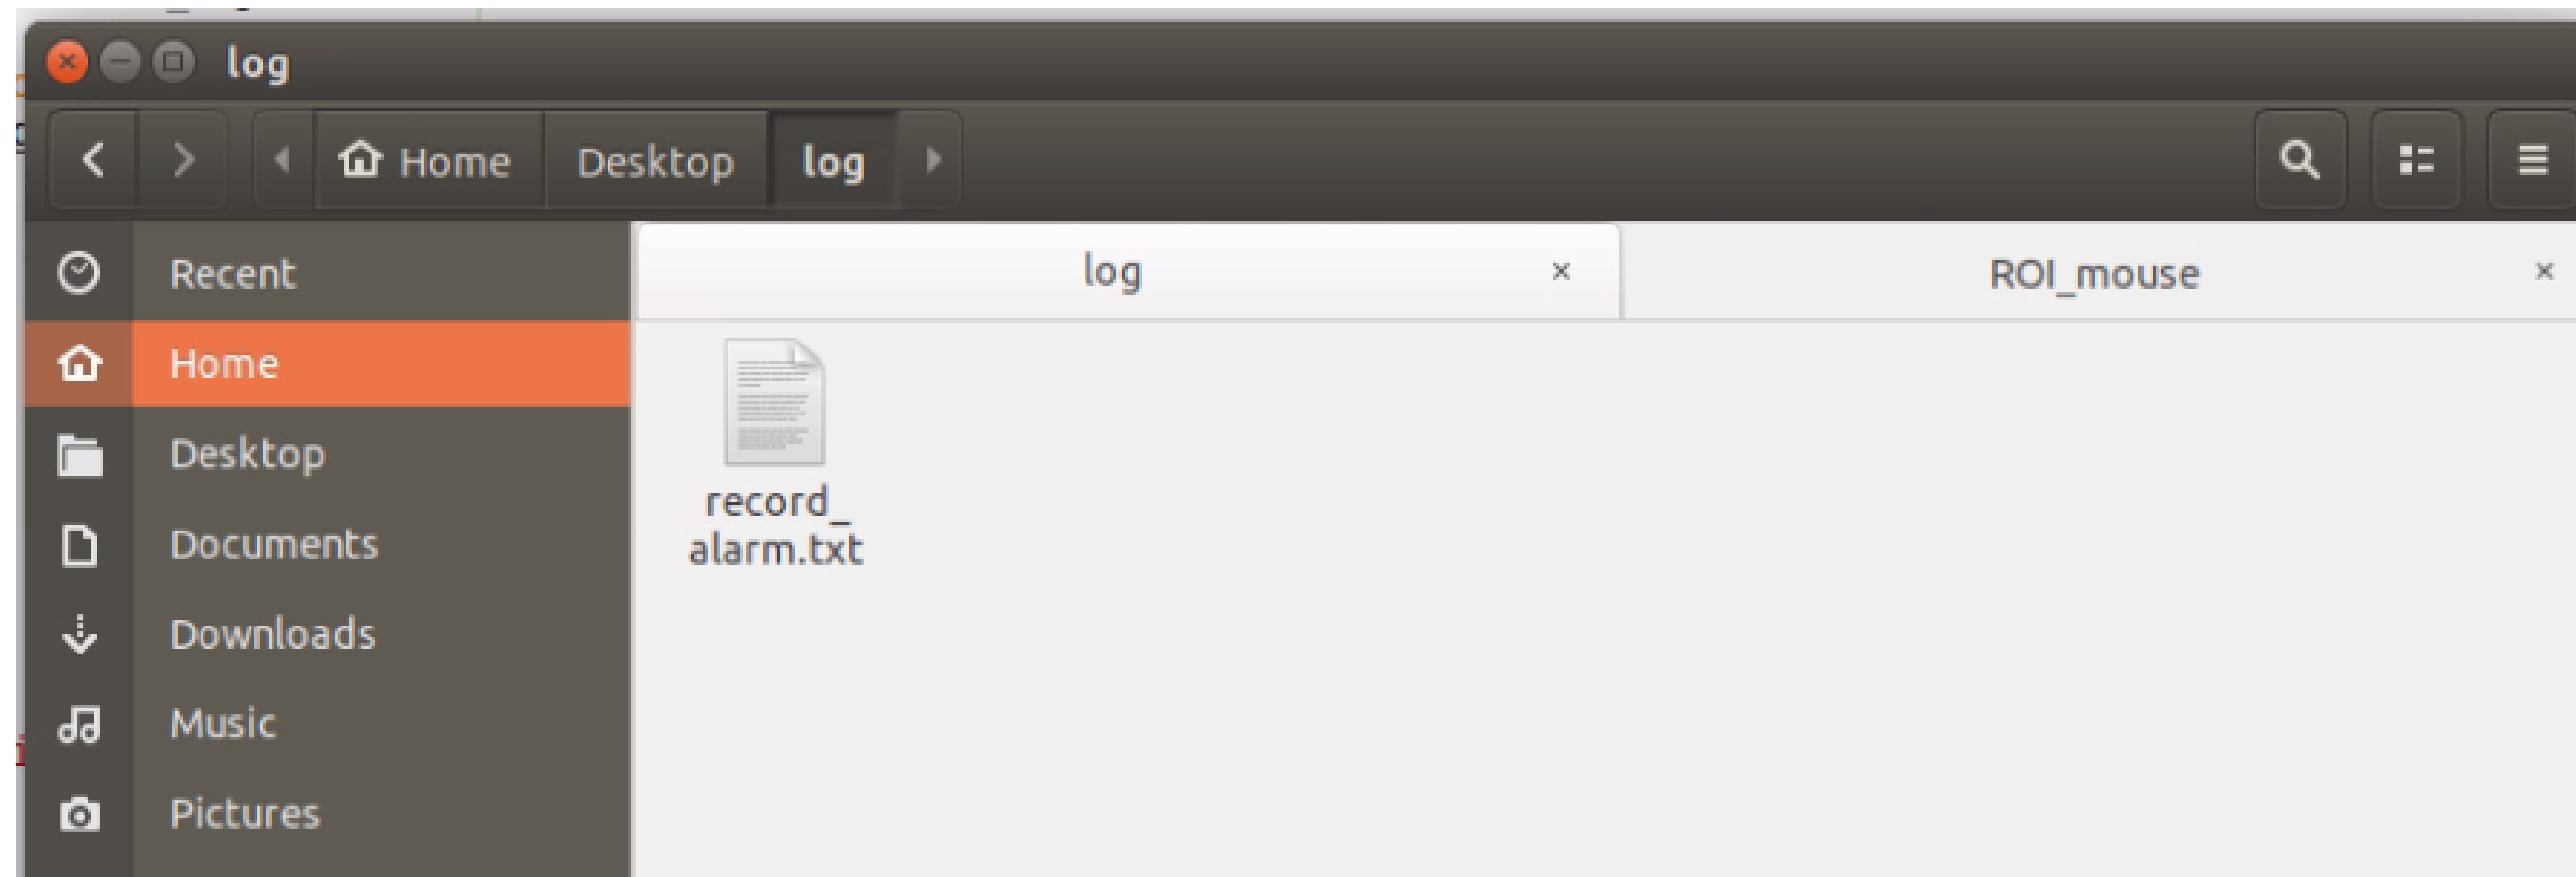 log
Home Desktop log
Recent
Home
Desktop
Documents
Downloads
Music
Pictures
log ROI_mouse
record_
alarm.txt